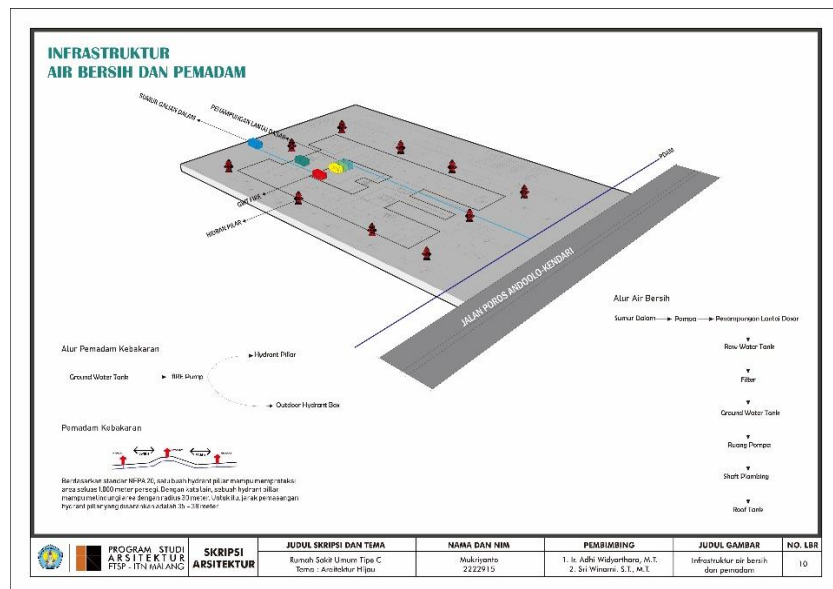 INFRASTRUKTUR
AIR BERSIH DAN PEMADAM
SUMUR GALIEN DALAM
PENAMPUNGAN LANTAI DASAR
PDAM
GWT FIRE
HIDRAN PILAR
JALAN POROS ANDOOLO-KENDARI
Alur Air Bersih
Sumur Dalam Pompa Penampungan Lantai Dasar
Raw Water Tank
Filter
Ground Water Tank
Ruang Pompa
Shaft Plambing
Roof Tank
Alur Pemadam Kebakaran
Hydrant Pillar
Ground Water Tank FIRE Pump
Outdoor Hydrant Box
Pemadam Kebakaran
Berdasarkan standar NFPA 20, satu buah hydrant pillar mampu memproteksi
area seluas 1.000 meter persegi. Dengan kata lain, sebuah hydrant pillar
mampu melindungi area dengan radius 30 meter. Untuk itu, jarak pemasangan
hydrant pillar yang disarankan adalah 35 – 38 meter.
PROGRAM STUDI
ARSITEKTUR
FTSP - ITN MALANG
SKRIPSI
ARSITEKTUR
JUDUL SKRIPSI DAN TEMA
Rumah Sakit Umum Tipe C
Tema : Arsitektur Hijau
NAMA DAN NIM
Mukriyanto
2222915
PEMBIMBING
1. Ir. Adhi Widyarthara, M.T.
2. Sri Winarni. S.T., M.T.
JUDUL GAMBAR
Infrastruktur air bersih
dan pemadam
NO. LBR
10